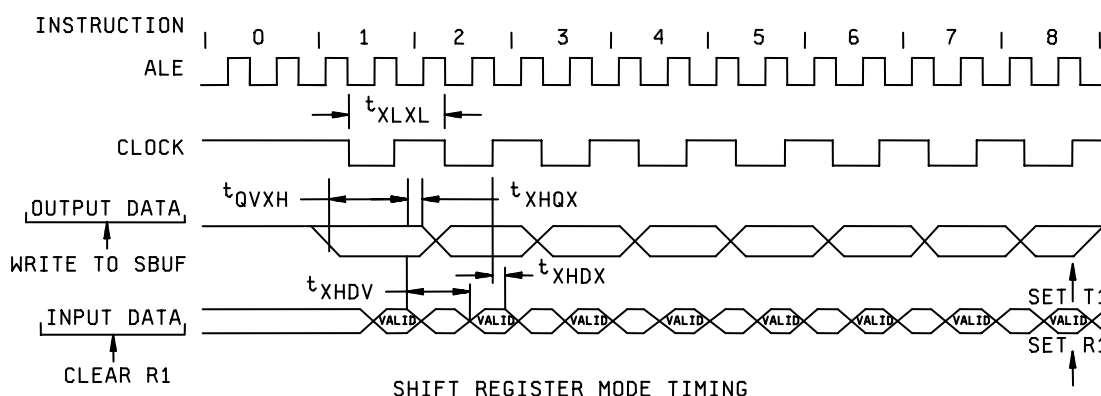 INSTRUCTION | 0 | 1 | 2 | 3 | 4 | 5 | 6 | 7 | 8 |
ALE
tXLXL
CLOCK
tQVXH tXHQX
OUTPUT DATA
WRITE TO SBUF
tXHDX
tXHDV
SET T1
INPUT DATA VALID VALID VALID VALID VALID VALID VALID VALID
SET R1
CLEAR R1
SHIFT REGISTER MODE TIMING